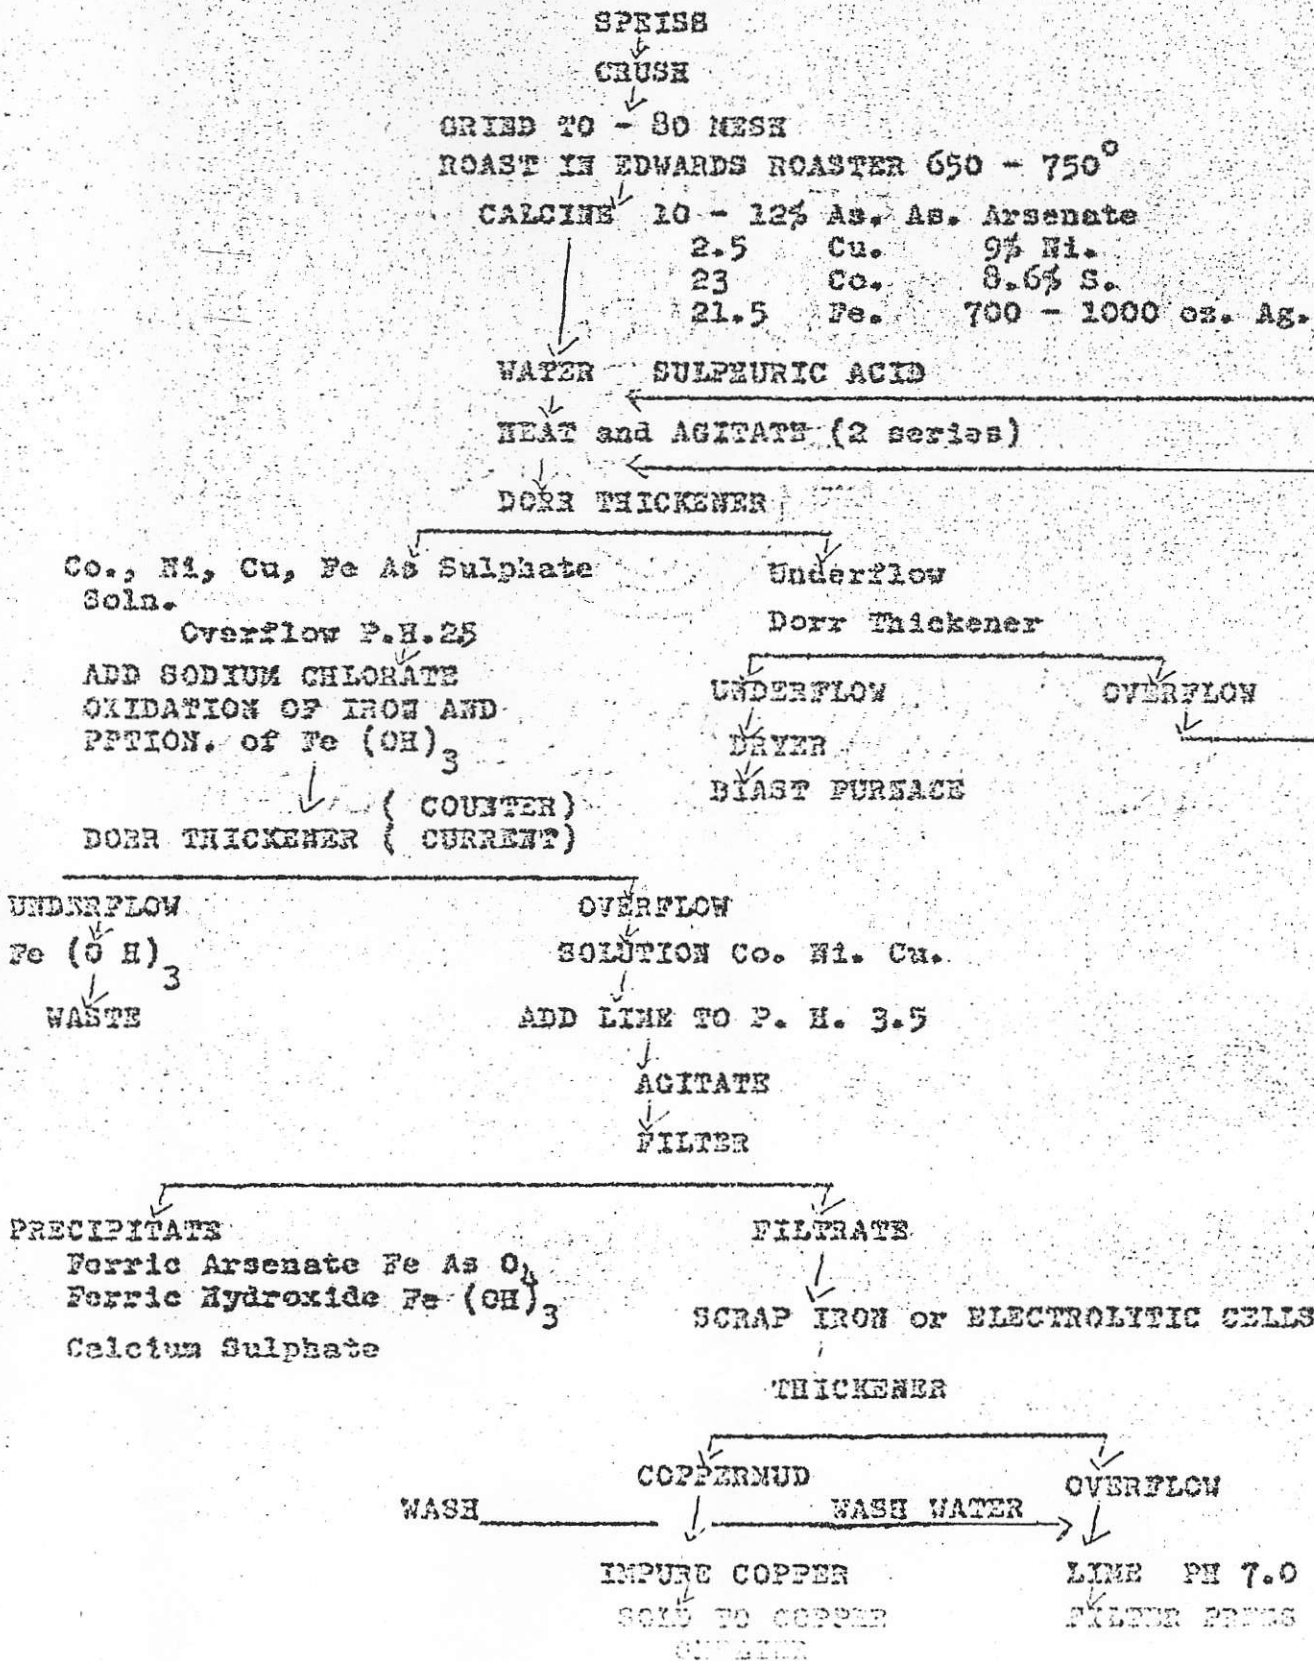 SPEISS
CRUSH
GRIND TO - 80 MESH
ROAST IN EDWARDS ROASTER 650 - 750°
CALCINE 10 - 12% As. As. Arsenate
2.5 Cu. 9% Ni.
23 Co. 8.6% S.
21.5 Fe. 700 - 1000 oz. Ag.
WATER SULPHURIC ACID
HEAT and AGITATE (2 series)
DORR THICKENER
Co., Ni, Cu, Fe As Sulphate Underflow
Soln.
Dorr Thickener
Overflow P.H.25
ADD SODIUM CHLORATE UNDERFLOW OVERFLOW
OXIDATION OF IRON AND
PPTION. of Fe (OH)3 DRYER
BLAST FURNACE
( COUNTER)
DORR THICKENER ( CURRENT)
UNDERFLOW OVERFLOW
Fe (O H)3 SOLUTION Co. Ni. Cu.
WASTE ADD LIME TO P. H. 3.5
AGITATE
FILTER
PRECIPITATE FILTRATE
Ferric Arsenate Fe As O4
Ferric Hydroxide Fe (OH)3
SCRAP IRON or ELECTROLYTIC CELLS
Calcium Sulphate
THICKENER
COPPERMUD OVERFLOW
WASH WASH WATER
IMPURE COPPER LIME PH 7.0
SOLD TO COPPER FILTER PRESS
SMELTER